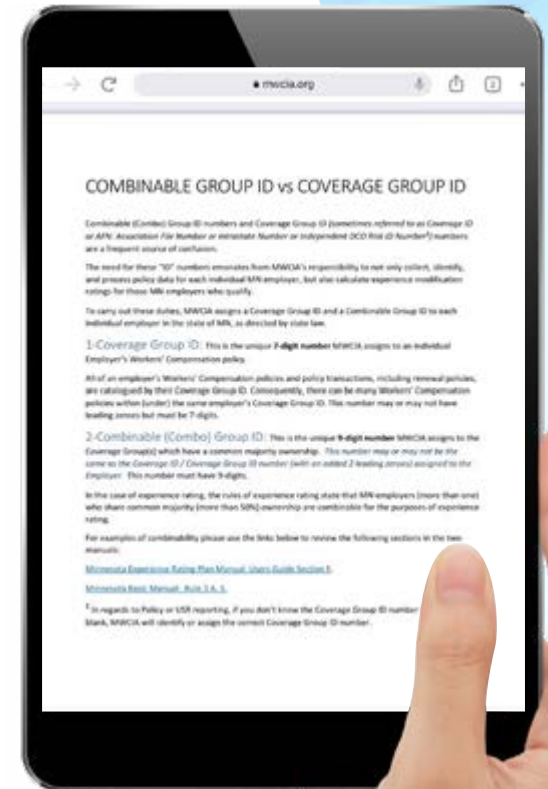 mwcia.org
2
COMBINABLE GROUP ID vs COVERAGE GROUP ID
Combinable (Combo) Group ID numbers and Coverage Group ID (sometimes referred to as Coverage ID
or AFN: Association File Number or Intrastate Number or Independent DCO Risk ID Number¹) numbers
are a frequent source of confusion.
The need for these "ID" numbers emanates from MWCIA's responsibility to not only collect, identify,
and process policy data for each individual MN employer, but also calculate experience modification
ratings for those MN employers who qualify.
To carry out these duties, MWCIA assigns a Coverage Group ID and a Combinable Group ID to each
individual employer in the state of MN, as directed by state law.
1-Coverage Group ID: This is the unique 7-digit number MWCIA assigns to an individual
Employer's Workers' Compensation policy.
All of an employer's Workers' Compensation policies and policy transactions, including renewal policies,
are catalogued by their Coverage Group ID. Consequently, there can be many Workers' Compensation
policies within (under) the same employer's Coverage Group ID. This number may or may not have
leading zeroes but must be 7-digits.
2-Combinable (Combo) Group ID: This is the unique 9-digit number MWCIA assigns to the
Coverage Group(s) which have a common majority ownership. This number may or may not be the
same as the Coverage ID / Coverage Group ID number (with an added 2 leading zeroes) assigned to the
Employer. This number must have 9-digits.
In the case of experience rating, the rules of experience rating state that MN employers (more than one)
who share common majority (more than 50%) ownership are combinable for the purposes of experience
rating.
For examples of combinability please use the links below to review the following sections in the two
manuals:
Minnesota Experience Rating Plan Manual, Users Guide Section
Minnesota Basic Manual, Rule 3 A.
¹ In regards to Policy or USR reporting, if you don't know the Coverage Group ID number
blank, MWCIA will identify or assign the correct Coverage Group ID number.